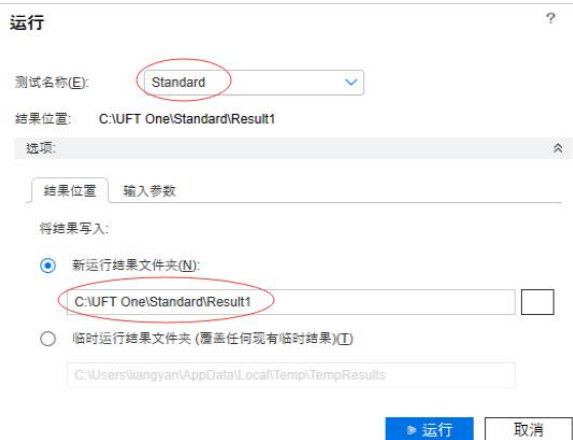 运行 ?
测试名称(E): Standard
结果位置: C:\UFT One\Standard\Result1
选项:
结果位置 输入参数
将结果写入:
新运行结果文件夹(N):
C:\UFT One\Standard\Result1
临时运行结果文件夹 (覆盖任何现有临时结果)(T)
C:\Users\liangyan\AppData\Local\Temp\TempResults
运行 取消